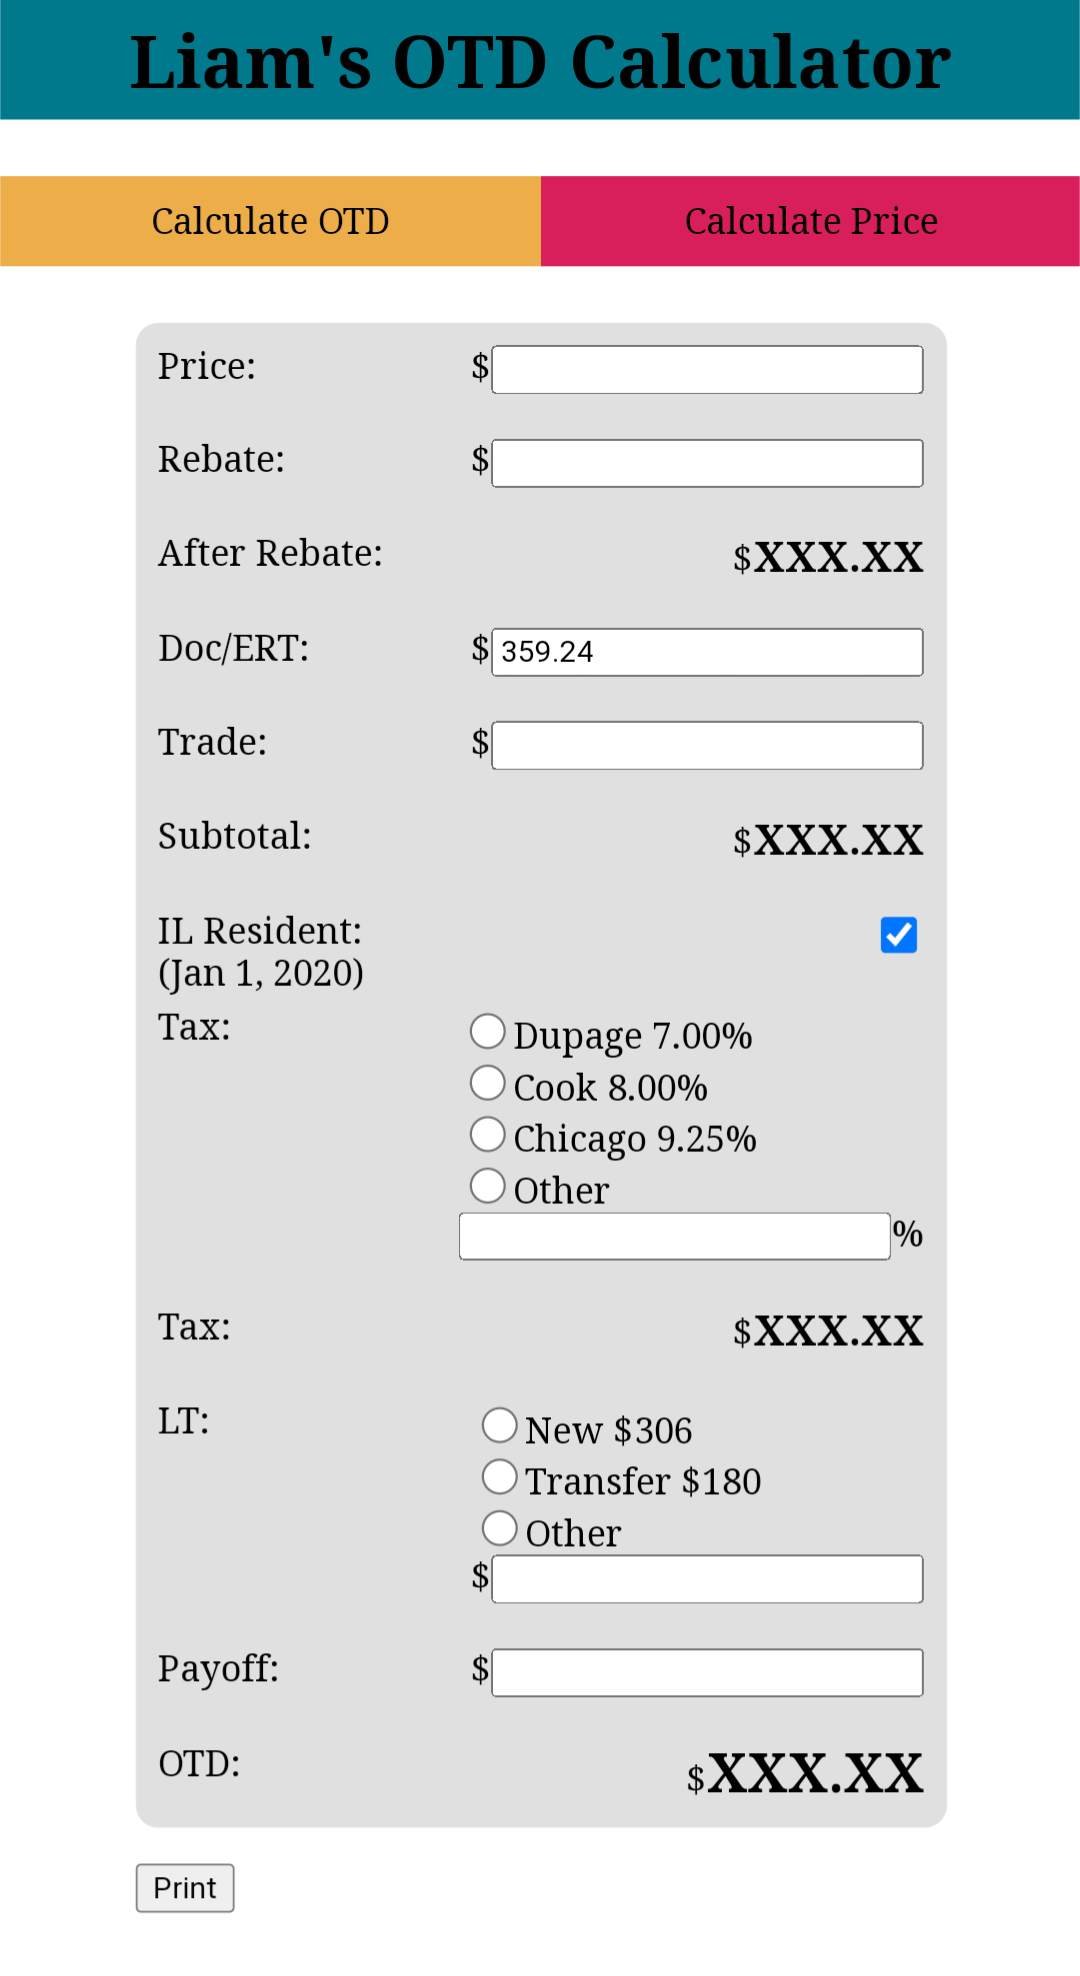 Liam's OTD Calculator
Calculate OTD
Calculate Price
Price: $
Rebate: $
After Rebate: $XXX.XX
Doc/ERT: $359.24
Trade: $
Subtotal: $XXX.XX
IL Resident:
(Jan 1, 2020)
Tax: Dupage 7.00%
Cook 8.00%
Chicago 9.25%
Other
%
Tax: $XXX.XX
LT: New $306
Transfer $180
Other
$
Payoff: $
OTD: $XXX.XX
Print